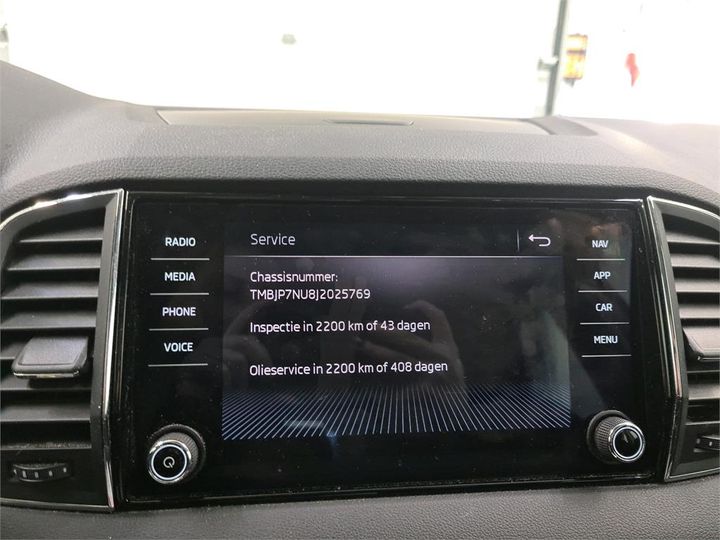 RADIO
MEDIA
PHONE
VOICE
Service
Chassisnummer:
TMBJP7NU8J2025769
Inspectie in 2200 km of 43 dagen
Olieservice in 2200 km of 408 dagen
NAV
APP
CAR
MENU